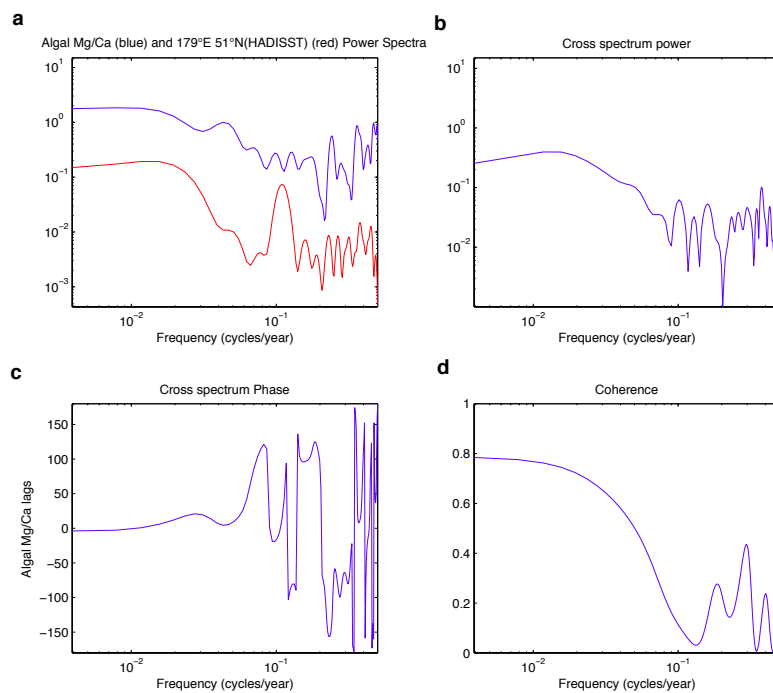 a
Algal Mg/Ca (blue) and 179°E 51°N(HADISST) (red) Power Spectra
10^1
10^0
10^−1
10^−2
10^−3
10^−2
10^−1
Frequency (cycles/year)
b
Cross spectrum power
10^1
10^0
10^−1
10^−2
10^−2
10^−1
Frequency (cycles/year)
c
Cross spectrum Phase
Algal Mg/Ca lags
150
100
50
0
−50
−100
−150
10^−2
10^−1
Frequency (cycles/year)
d
Coherence
1
0.8
0.6
0.4
0.2
0
10^−2
10^−1
Frequency (cycles/year)